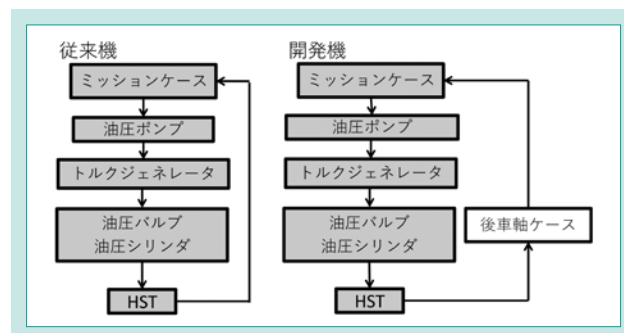 従来機
ミッションケース
油圧ポンプ
トルクジェネレータ
油圧バルブ
油圧シリンダ
HST
開発機
ミッションケース
油圧ポンプ
トルクジェネレータ
油圧バルブ
油圧シリンダ
HST
後車軸ケース